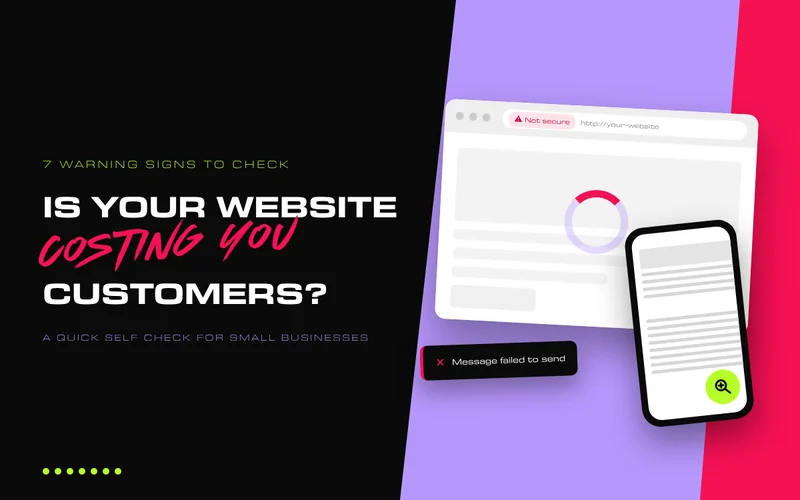 7 WARNING SIGNS TO CHECK
IS YOUR WEBSITE
COSTING YOU
CUSTOMERS?
A QUICK SELF CHECK FOR SMALL BUSINESSES
Not secure http://your-website
Message failed to send